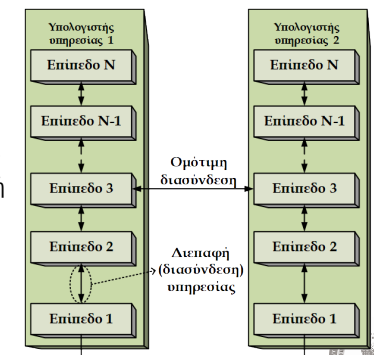 Υπολογιστής
υπηρεσίας 1
Επίπεδο N
Επίπεδο N-1
Επίπεδο 3
Επίπεδο 2
Επίπεδο 1
η
Ομότιμη
διασύνδεση
Διεπαφή
(διασύνδεση)
υπηρεσίας
Υπολογιστής
υπηρεσίας 2
Επίπεδο N
Επίπεδο N-1
Επίπεδο 3
Επίπεδο 2
Επίπεδο 1